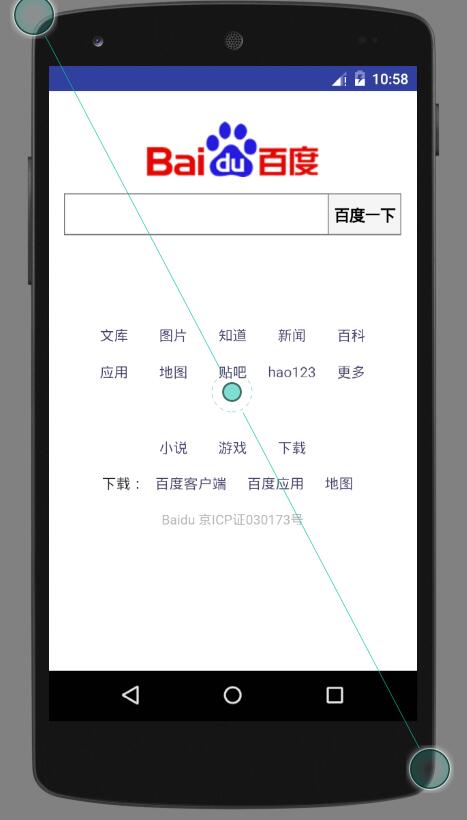 10:58
Bai du 百度
百度一下
文库 图片 知道 新闻 百科
应用 地图 贴吧 hao123 更多
小说 游戏 下载
下载： 百度客户端 百度应用 地图
Baidu 京ICP证030173号